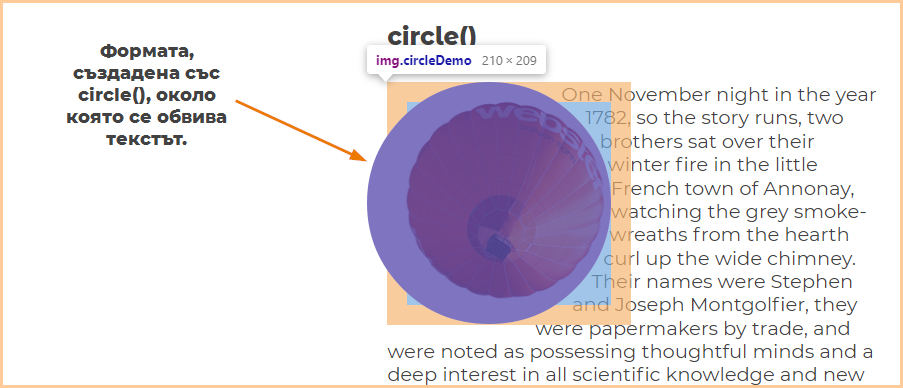 circle()
img.circleDemo 210 × 209
Формата,
създадена със
circle(), около
която се обвива
текстът.
One November night in the year
1782, so the story runs, two
brothers sat over their
winter fire in the little
French town of Annonay,
watching the grey smoke-
wreaths from the hearth
curl up the wide chimney.
Their names were Stephen
and Joseph Montgolfier, they
were papermakers by trade, and
were noted as possessing thoughtful minds and a
deep interest in all scientific knowledge and new